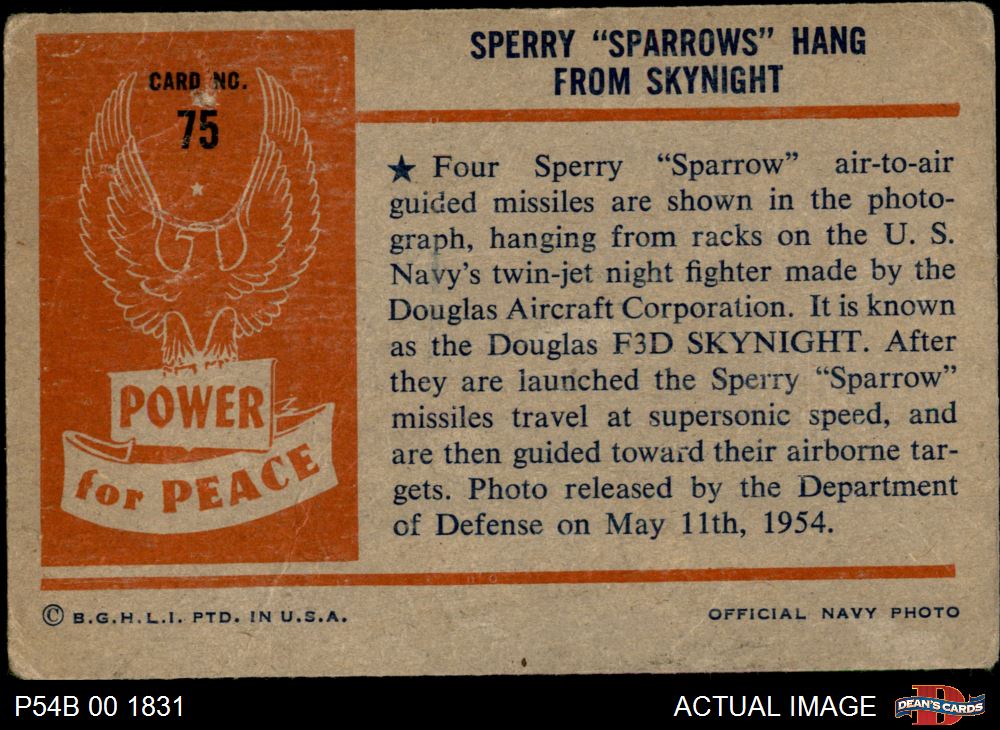 CARD NO.
75
POWER
for PEACE
SPERRY “SPARROWS” HANG
FROM SKYNIGHT
★ Four Sperry “Sparrow” air-to-air
guided missiles are shown in the photo-
graph, hanging from racks on the U. S.
Navy’s twin-jet night fighter made by the
Douglas Aircraft Corporation. It is known
as the Douglas F3D SKYNIGHT. After
they are launched the Sperry “Sparrow”
missiles travel at supersonic speed, and
are then guided toward their airborne tar-
gets. Photo released by the Department
of Defense on May 11th, 1954.
© B.G.H.L.I. PTD. IN U.S.A.
OFFICIAL NAVY PHOTO
P54B 00 1831
ACTUAL IMAGE
DEAN'S CARDS